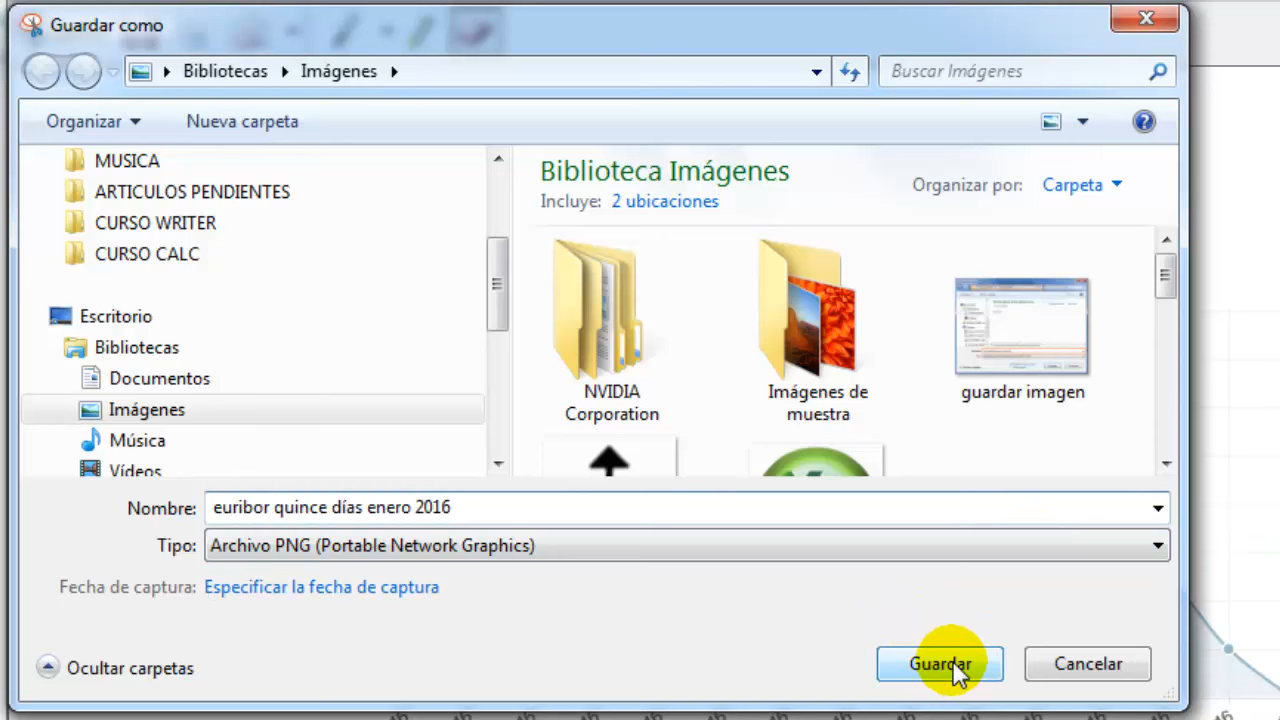 Guardar como
Bibliotecas Imágenes
Buscar Imágenes
Organizar Nueva carpeta
MUSICA
ARTICULOS PENDIENTES
CURSO WRITER
CURSO CALC
Escritorio
Bibliotecas
Documentos
Imágenes
Música
Vídeos
Biblioteca Imágenes
Incluye: 2 ubicaciones
Organizar por: Carpeta
NVIDIA
Corporation
Imágenes de
muestra
guardar imagen
Nombre: euribor quince días enero 2016
Tipo: Archivo PNG (Portable Network Graphics)
Fecha de captura: Especificar la fecha de captura
Ocultar carpetas
Guardar
Cancelar